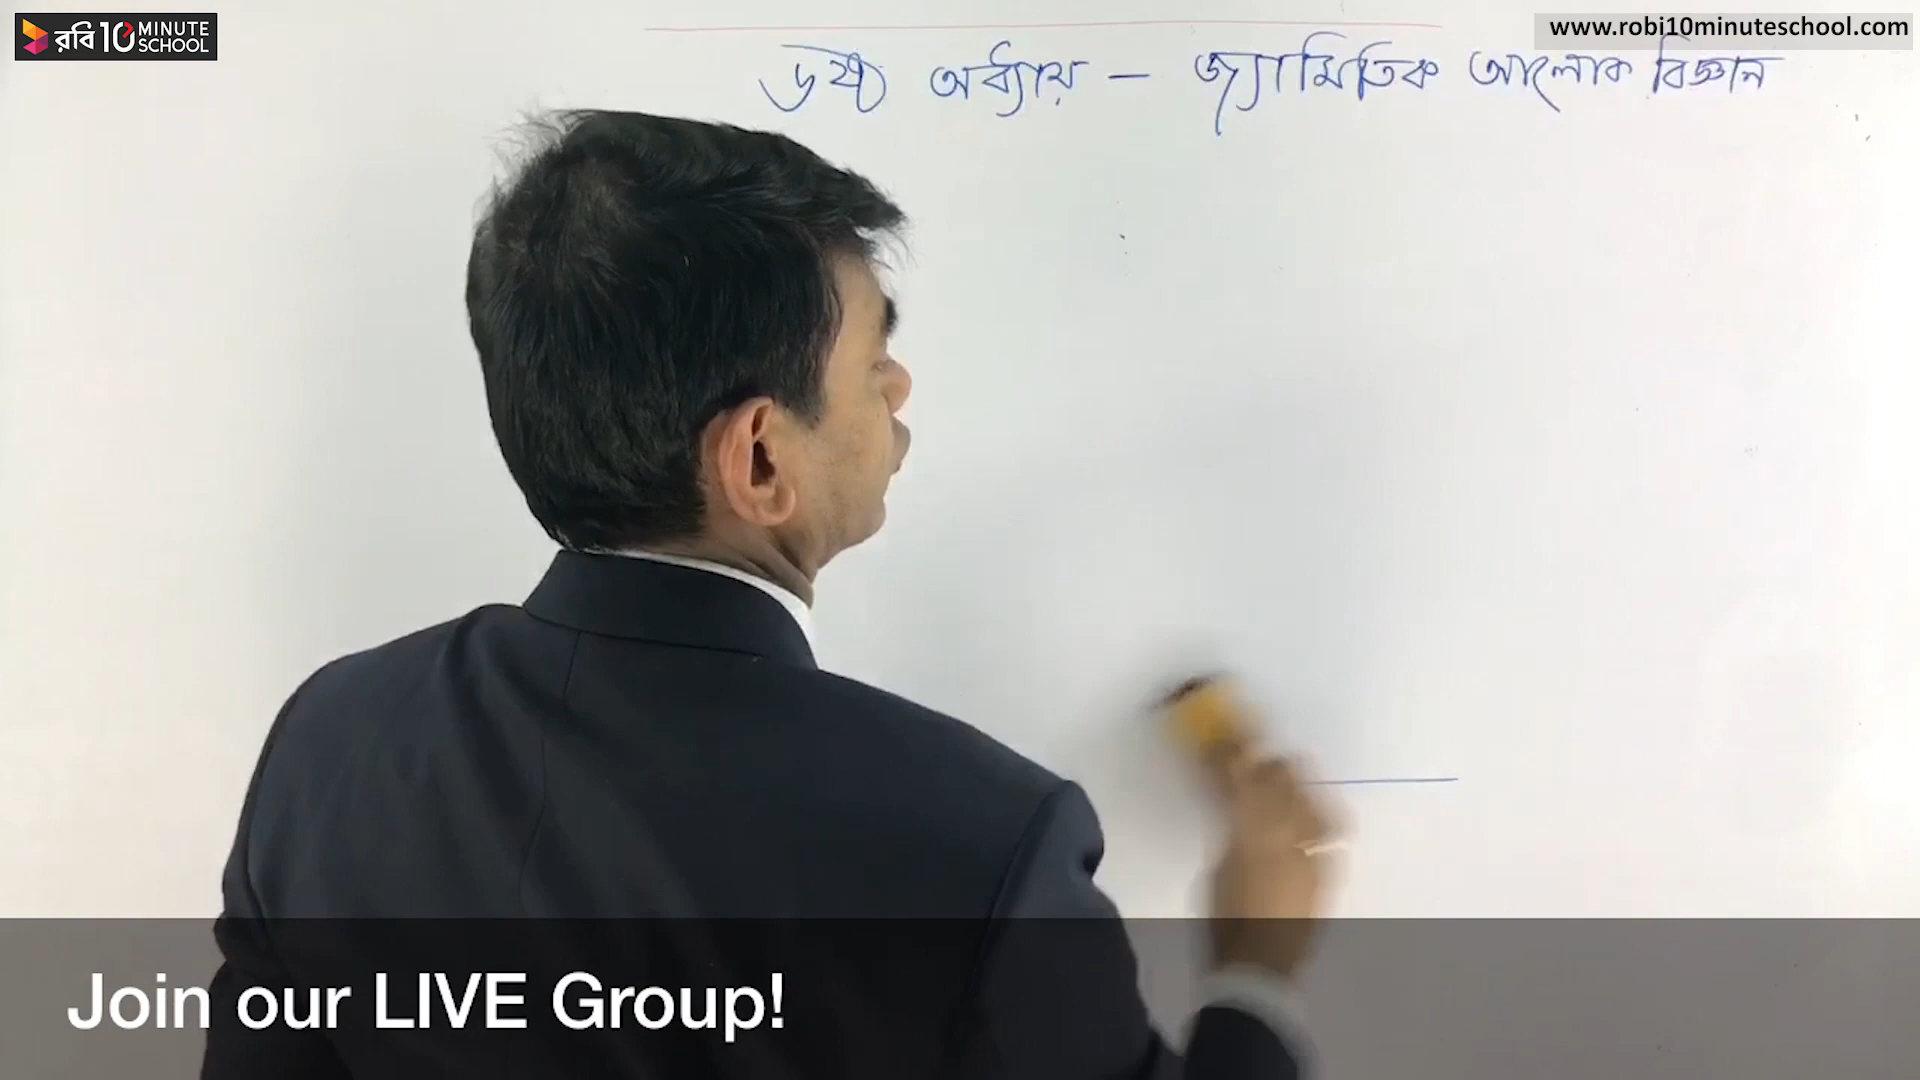 রবি 10 MINUTE SCHOOL
www.robi10minuteschool.com
৬ষ্ঠ অধ্যায় – জ্যামিতিক আলোক বিজ্ঞান
Join our LIVE Group!